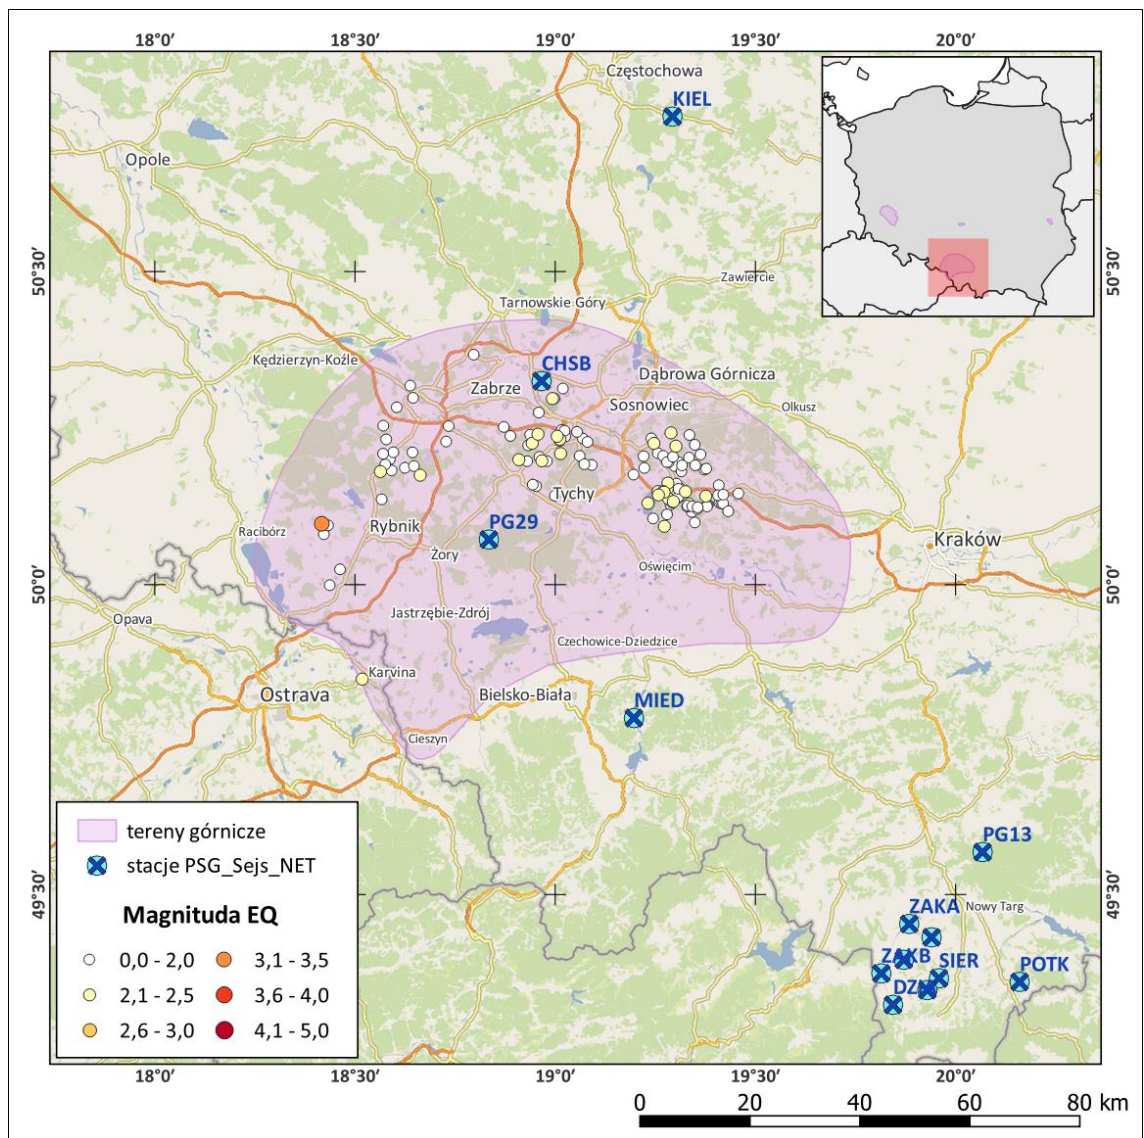 18°0'
18°30'
19°0'
19°30'
20°0'
Częstochowa
KIEL
Opole
50°30'
50°30'
Zawiercie
Tarnowskie Góry
Kędzierzyn-Koźle
CHSB
Dąbrowa Górnicza
Zabrze
Sosnowiec
Olkusz
Tychy
PG29
Racibórz
Rybnik
Żory
Kraków
Oświęcim
50°0'
50°0'
Jastrzębie-Zdrój
Opava
Czechowice-Dziedzice
Karvina
Ostrava
Bielsko-Biała
MIED
Cieszyn
tereny górnicze
stacje PSG_Sejs_NET
PG13
49°30'
49°30'
ZAKA
Nowy Targ
Magnituda EQ
0,0 - 2,0
3,1 - 3,5
SIER
POTK
2,1 - 2,5
3,6 - 4,0
2,6 - 3,0
4,1 - 5,0
18°0'
18°30'
19°0'
19°30'
20°0'
0 20 40 60 80 km